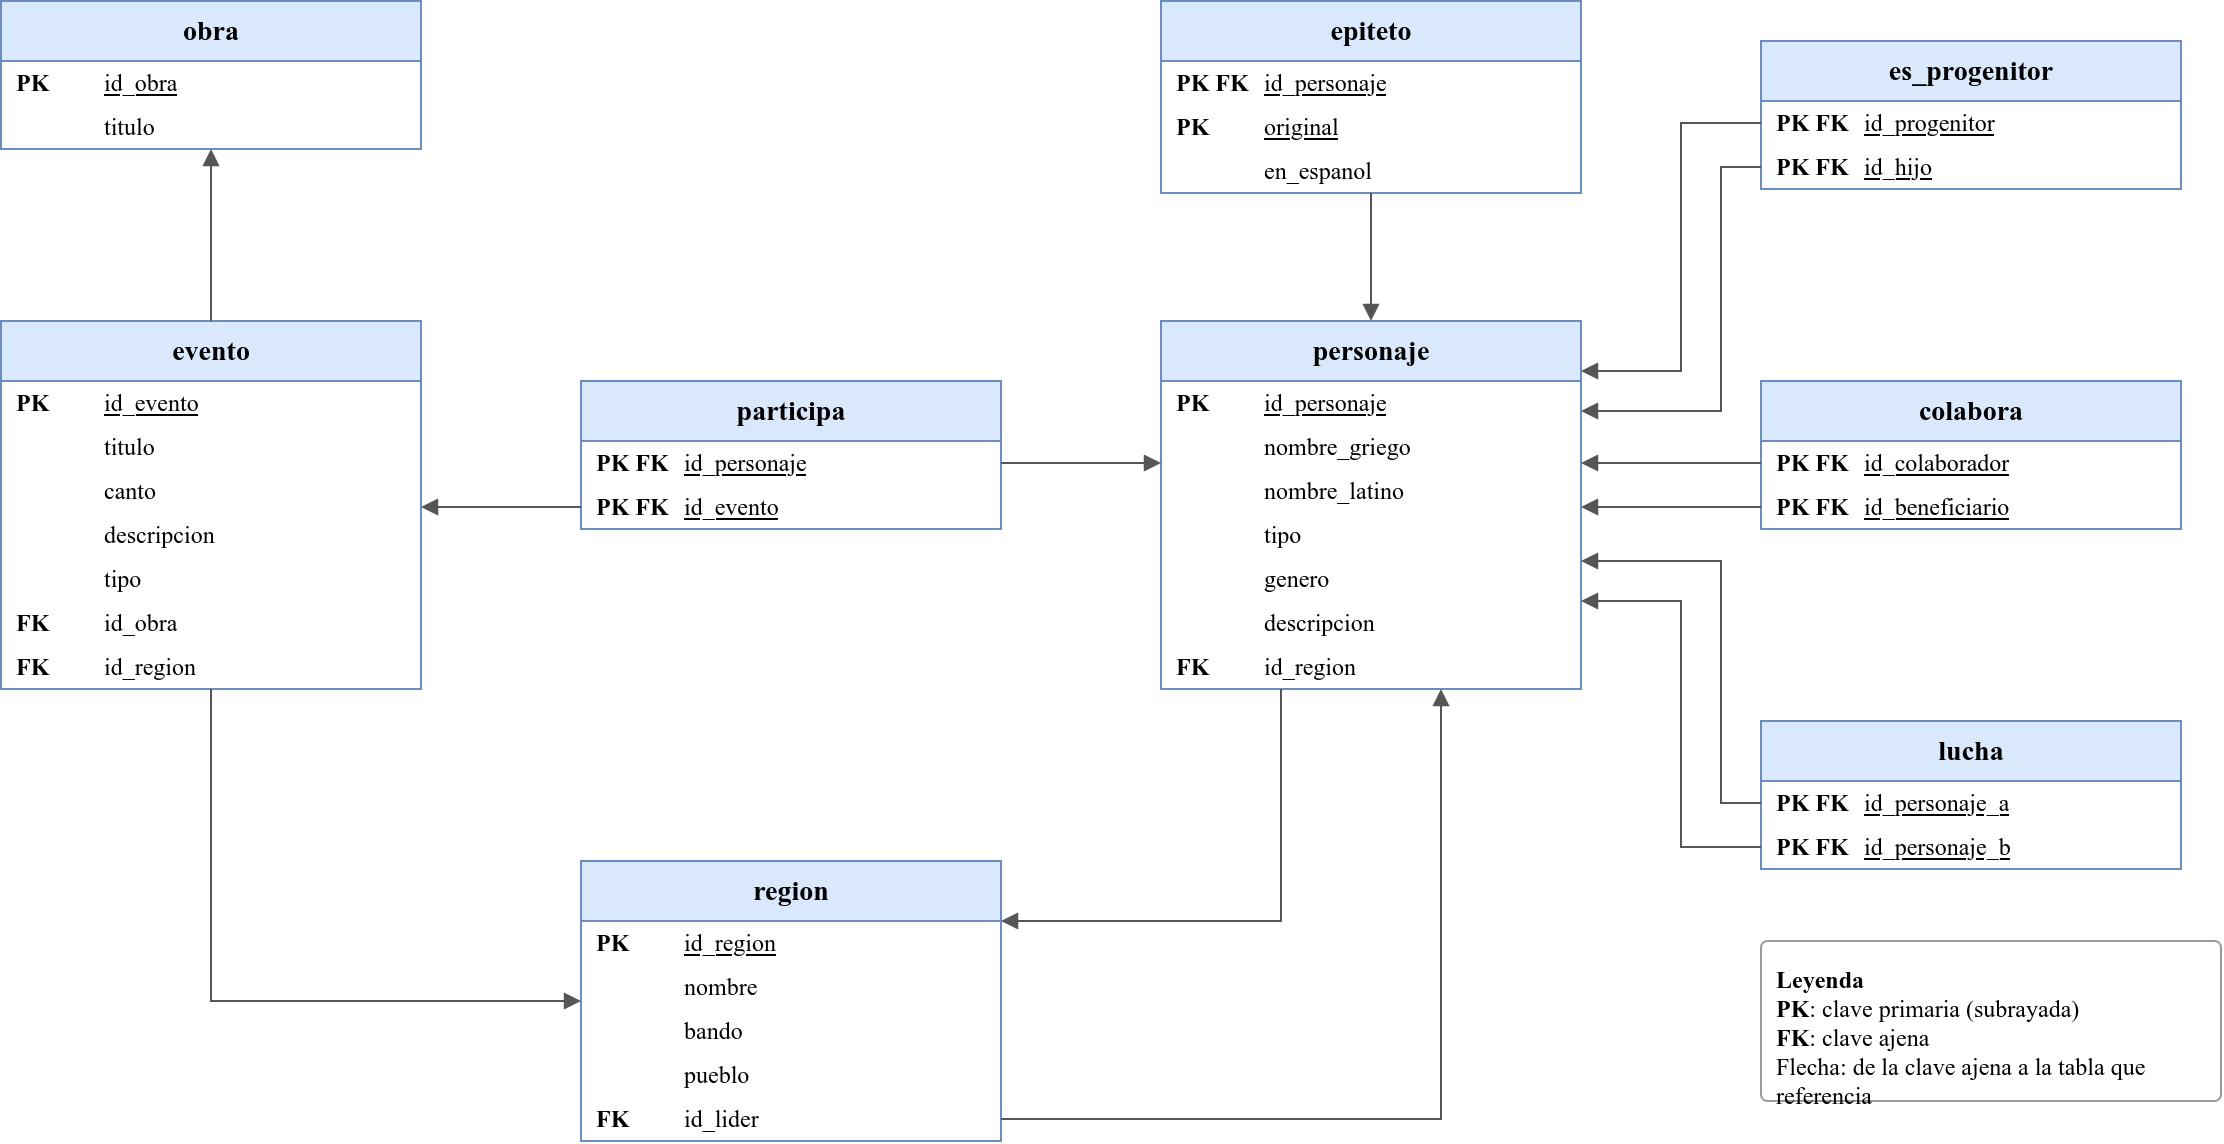 obra
PK id_obra
titulo
epiteto
PK FK id_personaje
PK original
en_espanol
es_progenitor
PK FK id_progenitor
PK FK id_hijo
evento
PK id_evento
titulo
canto
descripcion
tipo
FK id_obra
FK id_region
participa
PK FK id_personaje
PK FK id_evento
personaje
PK id_personaje
nombre_griego
nombre_latino
tipo
genero
descripcion
FK id_region
colabora
PK FK id_colaborador
PK FK id_beneficiario
lucha
PK FK id_personaje_a
PK FK id_personaje_b
region
PK id_region
nombre
bando
pueblo
FK id_lider
Leyenda
PK: clave primaria (subrayada)
FK: clave ajena
Flecha: de la clave ajena a la tabla que
referencia